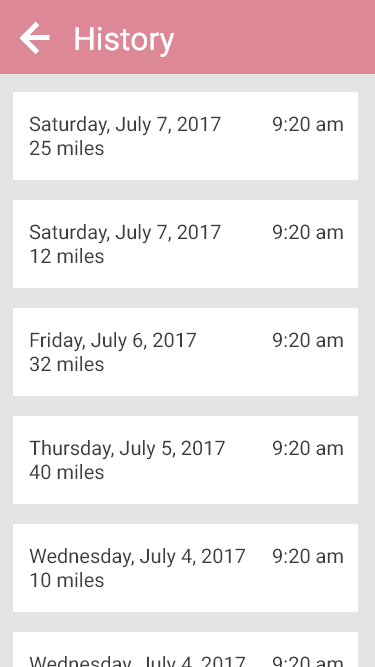 History
Saturday, July 7, 2017 9:20 am
25 miles
Saturday, July 7, 2017 9:20 am
12 miles
Friday, July 6, 2017 9:20 am
32 miles
Thursday, July 5, 2017 9:20 am
40 miles
Wednesday, July 4, 2017 9:20 am
10 miles
Wednesday, July 4, 2017 9:20 am